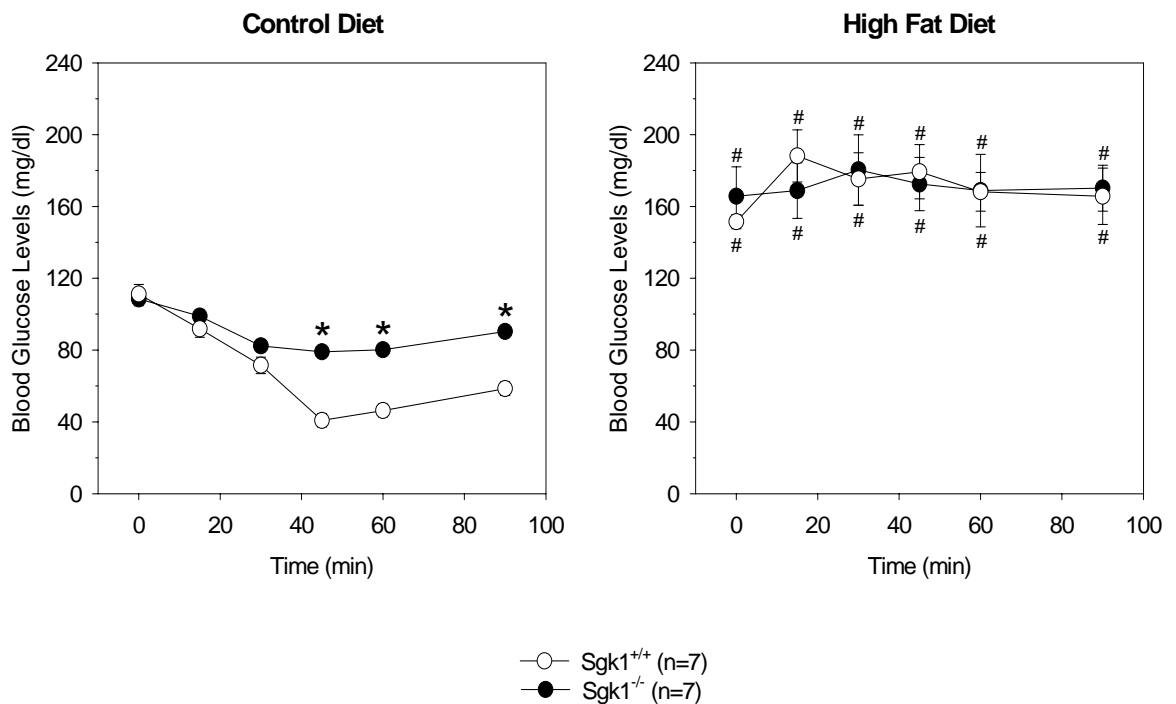 Control Diet
Blood Glucose Levels (mg/dl)
240
200
160
120
80
40
0
* * *
0 20 40 60 80 100
Time (min)
High Fat Diet
Blood Glucose Levels (mg/dl)
240
200
160
120
80
40
0
# # # # # #
# # # # # #
0 20 40 60 80 100
Time (min)
Sgk1+/+ (n=7)
Sgk1-/- (n=7)